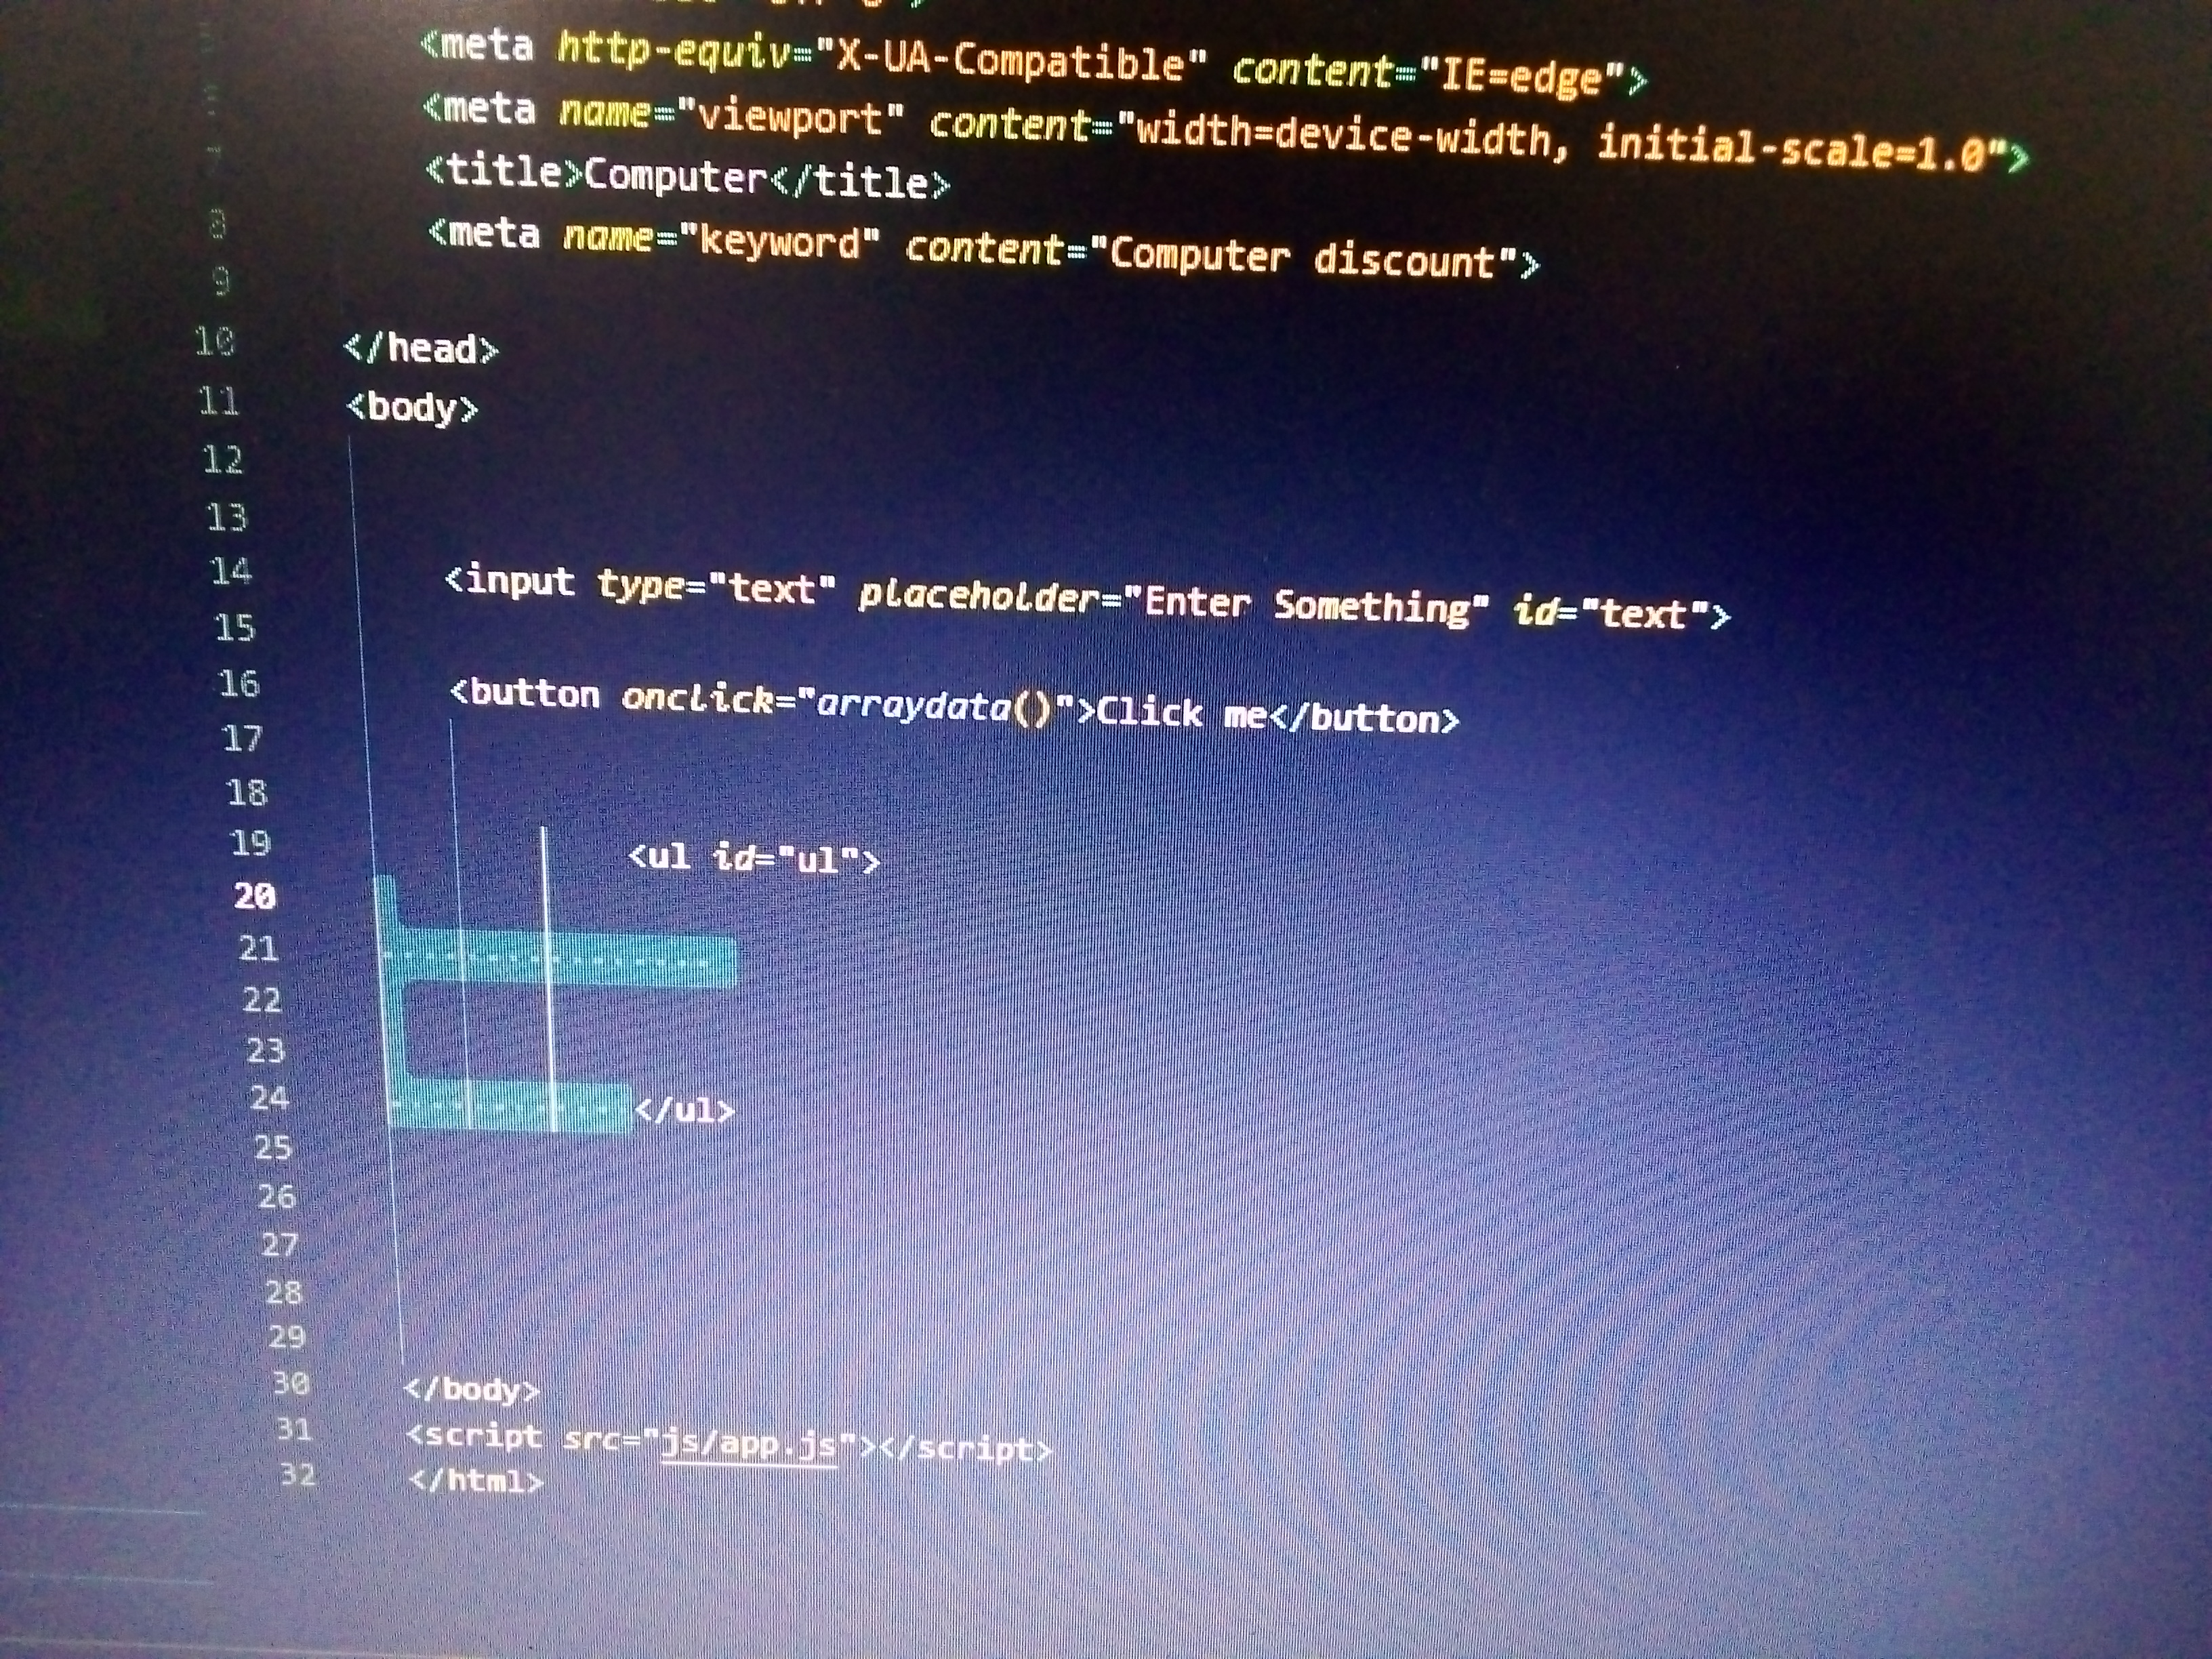 <meta http-equiv="X-UA-Compatible" content="IE=edge">
<meta name="viewport" content="width=device-width, initial-scale=1.0">
7 <title>Computer</title>
8 <meta name="keyword" content="Computer discount">
9
10 </head>
11 <body>
12
13
14 <input type="text" placeholder="Enter Something" id="text">
15
16 <button onclick="arraydata()">Click me</button>
17
18
19 <ul id="ul">
20
21
22
23
24 </ul>
25
26
27
28
29
30 </body>
31 <script src="js/app.js"></script>
32 </html>